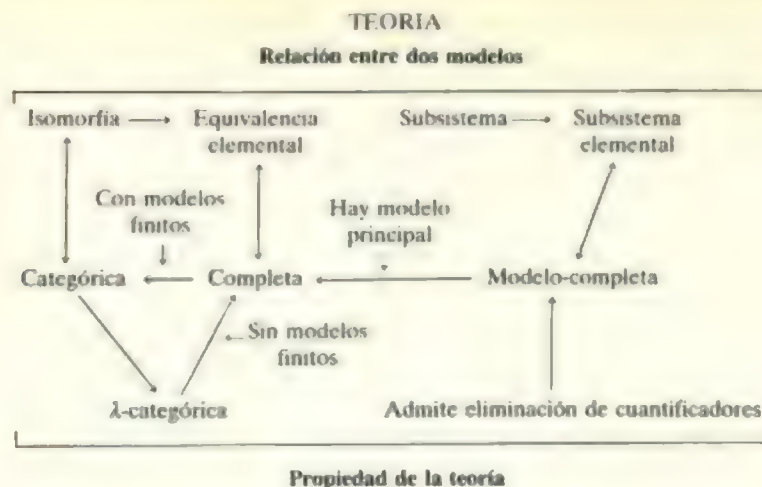 TEORIA
Relación entre dos modelos
Isomorfia Equivalencia elemental Subsistema Subsistema elemental
Con modelos finitos
Hay modelo principal
Categórica Completa Modelo-completa
Sin modelos finitos
λ-categórica Admite eliminación de cuantificadores
Propiedad de la teoría